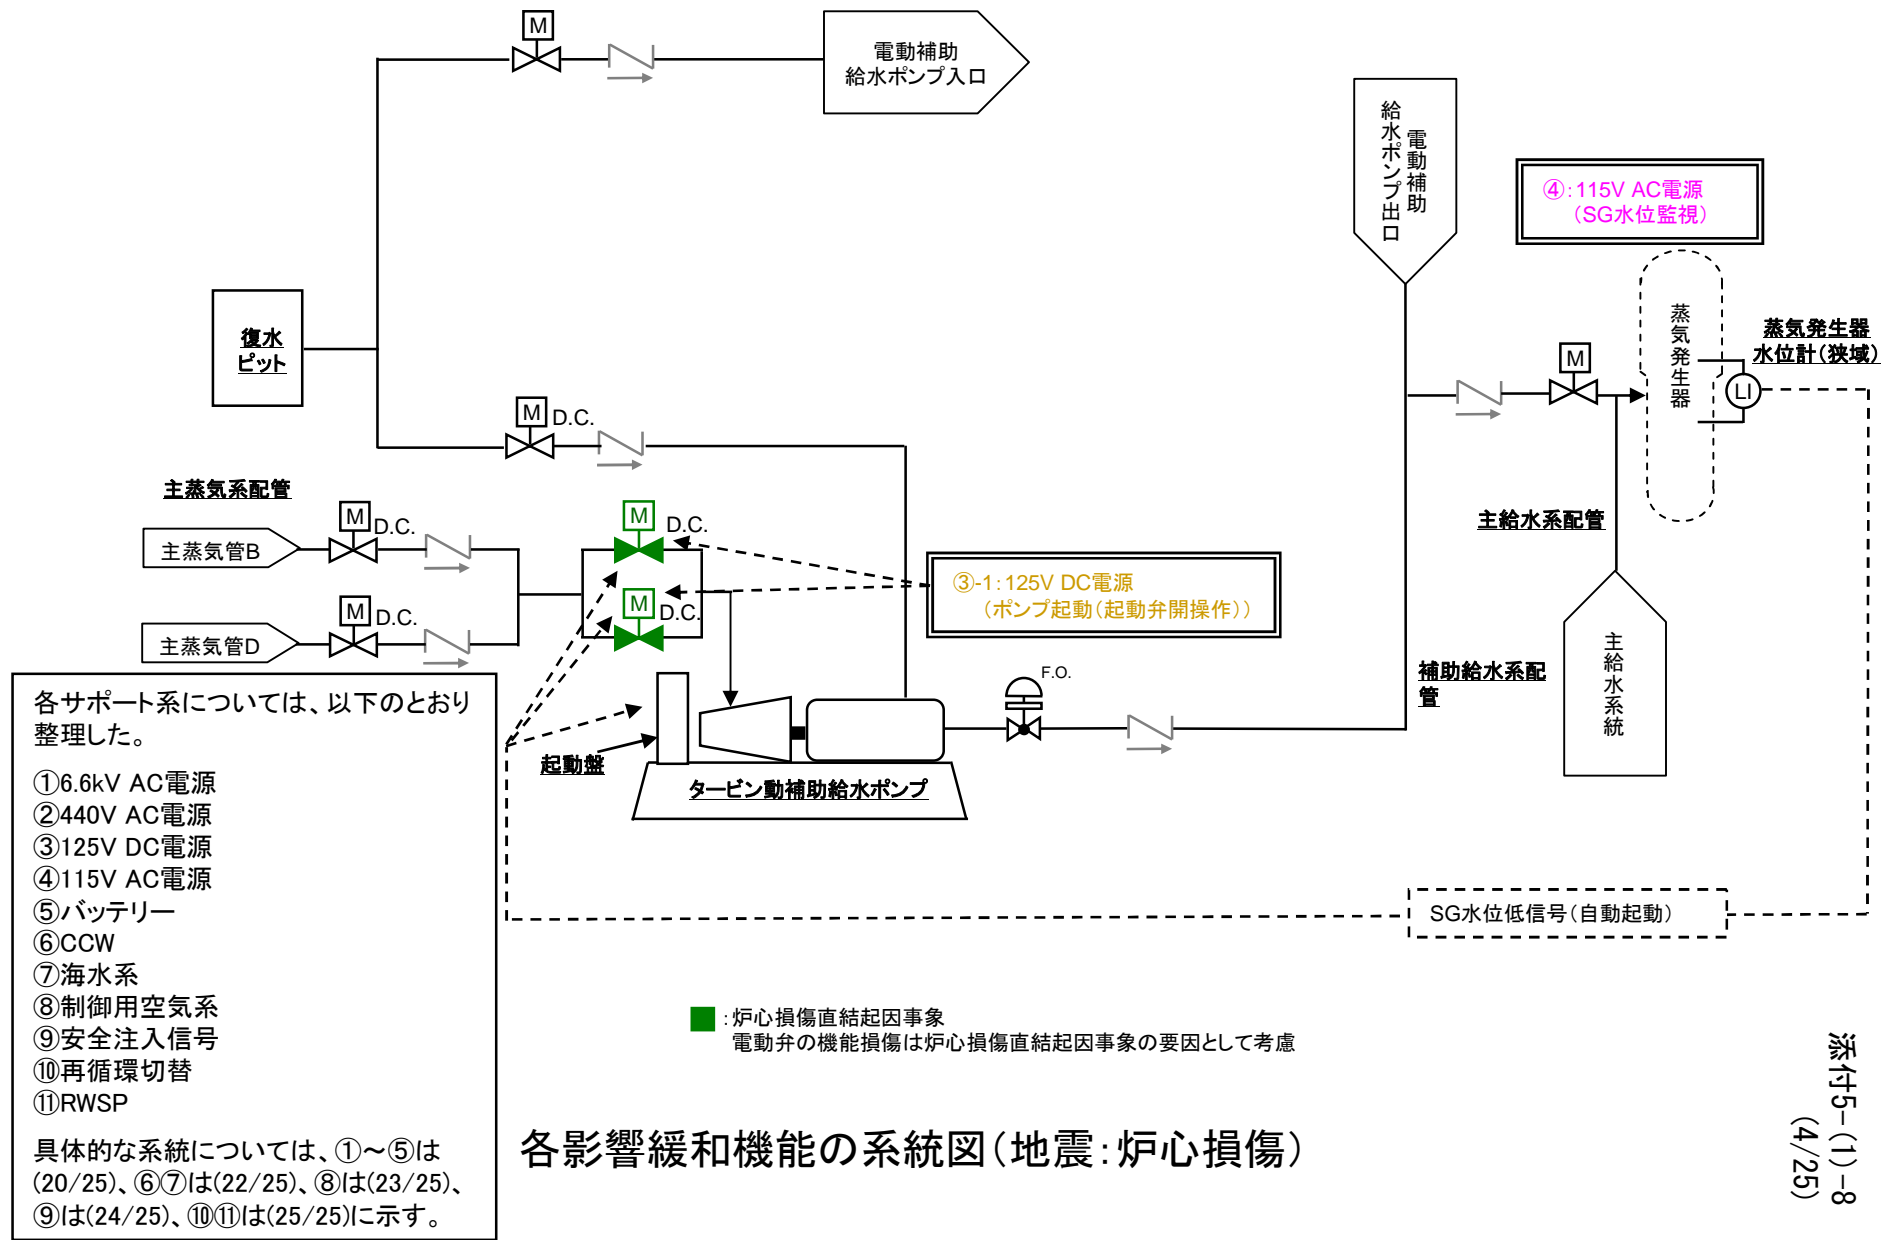 M
電動補助
給水ポンプ入口
電動補助
給水ポンプ出口
④:115V AC電源
(SG水位監視)
復水
ピット
蒸気発生器
蒸気発生器
水位計(狭域)
M
LI
M
D.C.
主蒸気系配管
主給水系配管
M
D.C.
主蒸気管B
M
D.C.
③-1:125V DC電源
(ポンプ起動(起動弁開操作))
M
D.C.
M
D.C.
主蒸気管D
主給水系統
補助給水系配
管
F.O.
起動盤
タービン動補助給水ポンプ
各サポート系については、以下のとおり
整理した。
①6.6kV AC電源
②440V AC電源
③125V DC電源
④115V AC電源
⑤バッテリー
⑥CCW
⑦海水系
⑧制御用空気系
⑨安全注入信号
⑩再循環切替
⑪RWSP
具体的な系統については、①～⑤は
(20/25)、⑥⑦は(22/25)、⑧は(23/25)、
⑨は(24/25)、⑩⑪は(25/25)に示す。
SG水位低信号(自動起動)
:炉心損傷直結起因事象
電動弁の機能損傷は炉心損傷直結起因事象の要因として考慮
各影響緩和機能の系統図(地震:炉心損傷)
添付5-(1)-8
(4/25)